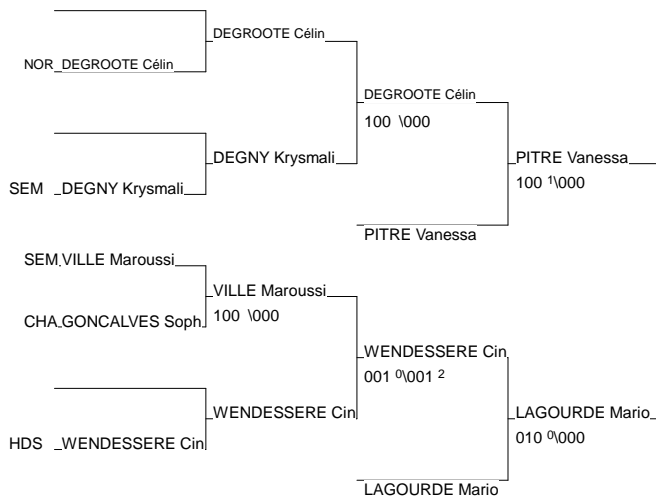 DEGROOTE Célin
NOR DEGROOTE Célin
DEGROOTE Célin
100 \000
DEGNY Krysmali
PITRE Vanessa
100 ¹\000
SEM DEGNY Krysmali
PITRE Vanessa
SEM VILLE Maroussi
VILLE Maroussi
100 \000
CHA GONCALVES Soph
WENDESSERE Cin
001 ⁰\001 ²
WENDESSERE Cin
LAGOURDE Mario
010 ⁰\000
HDS WENDESSERE Cin
LAGOURDE Mario